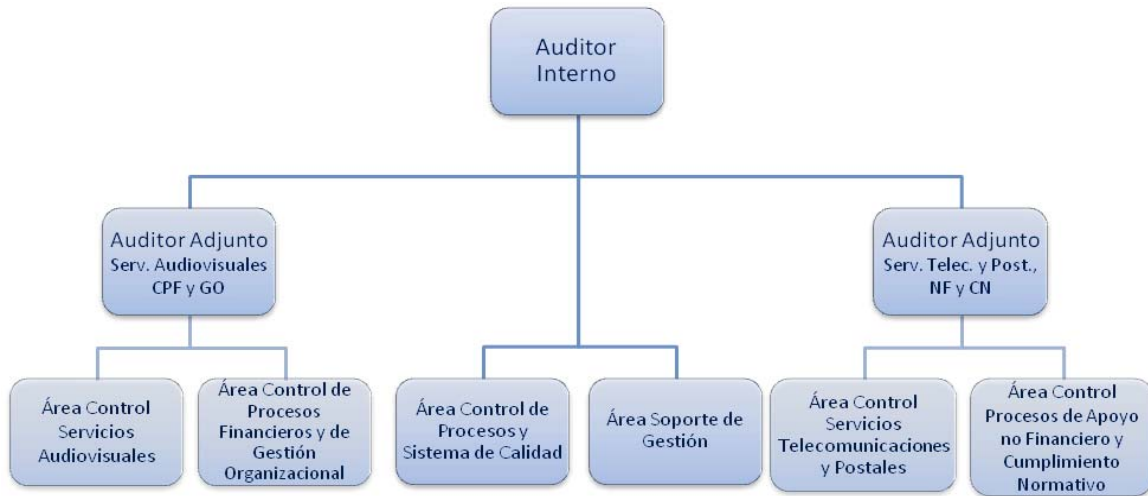 Auditor
Interno
Auditor Adjunto
Serv. Audiovisuales
CPF y GO
Auditor Adjunto
Serv. Telec. y Post.,
NF y CN
Área Control
Servicios
Audiovisuales
Área Control de
Procesos
Financieros y de
Gestión
Organizacional
Área Control de
Procesos y
Sistema de Calidad
Área Soporte de
Gestión
Área Control
Servicios
Telecomunicaciones
y Postales
Área Control
Procesos de Apoyo
no Financiero y
Cumplimiento
Normativo